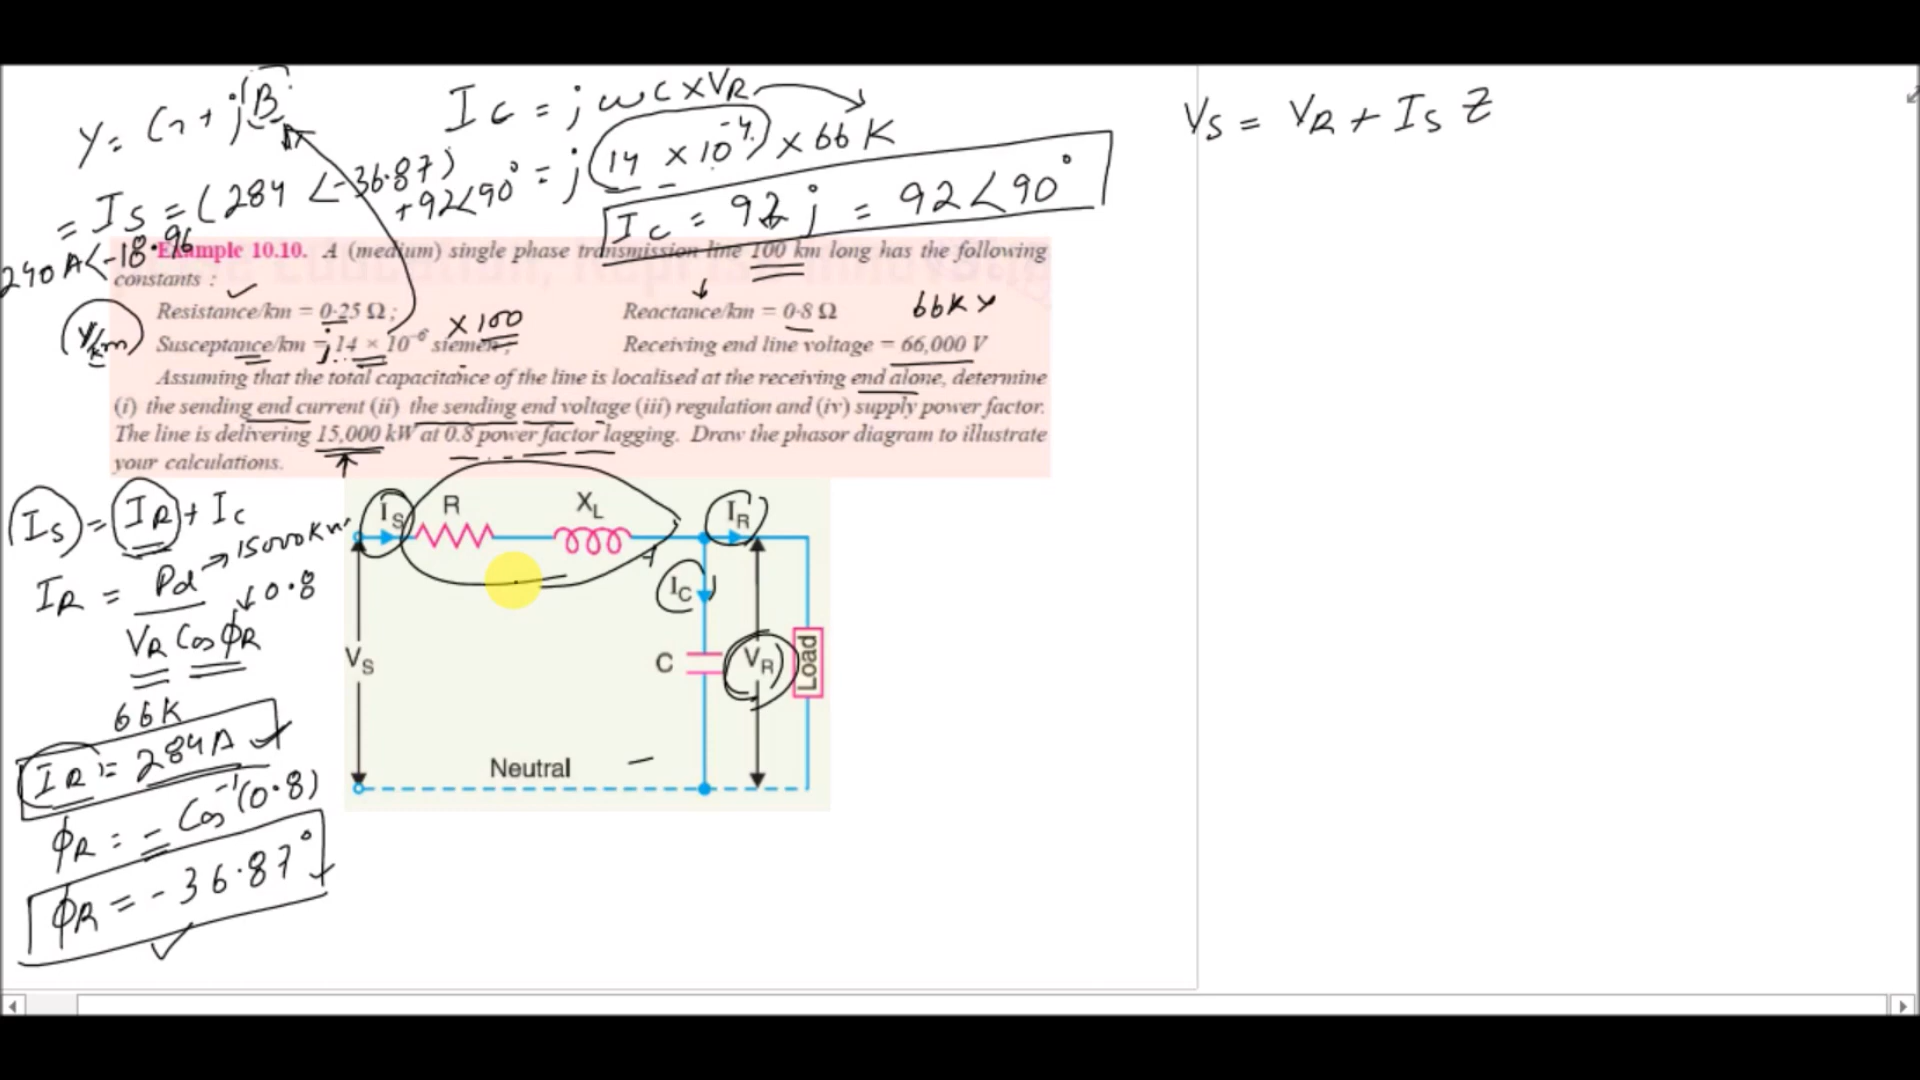 Y = G + jB
Ic = jωc × VR
= j 14 × 10⁻⁴ × 66K
= Is = (284 ∠-36.87)
+92∠90°
Ic = 92j = 92∠90°
240 A∠-18.96
Vs = VR + Is Z
Example 10.10. A (medium) single phase transmission line 100 km long has the following
constants :
Resistance/km = 0·25 Ω ; Reactance/km = 0·8 Ω
66K
(Y/km)
Susceptance/km = j 14 × 10⁻⁶ siemen ; Receiving end line voltage = 66,000 V
× 100
Assuming that the total capacitance of the line is localised at the receiving end alone, determine
(i) the sending end current (ii) the sending end voltage (iii) regulation and (iv) supply power factor.
The line is delivering 15,000 kW at 0.8 power factor lagging. Draw the phasor diagram to illustrate
your calculations.
Is = IR + Ic
IR = Pd → 15000K
VR Cos ϕR
↓ 0.8
66K
IR = 284A
ϕR = - Cos⁻¹(0.8)
ϕR = -36.87°
IS R XL IR
IC
VS C VR Load
Neutral